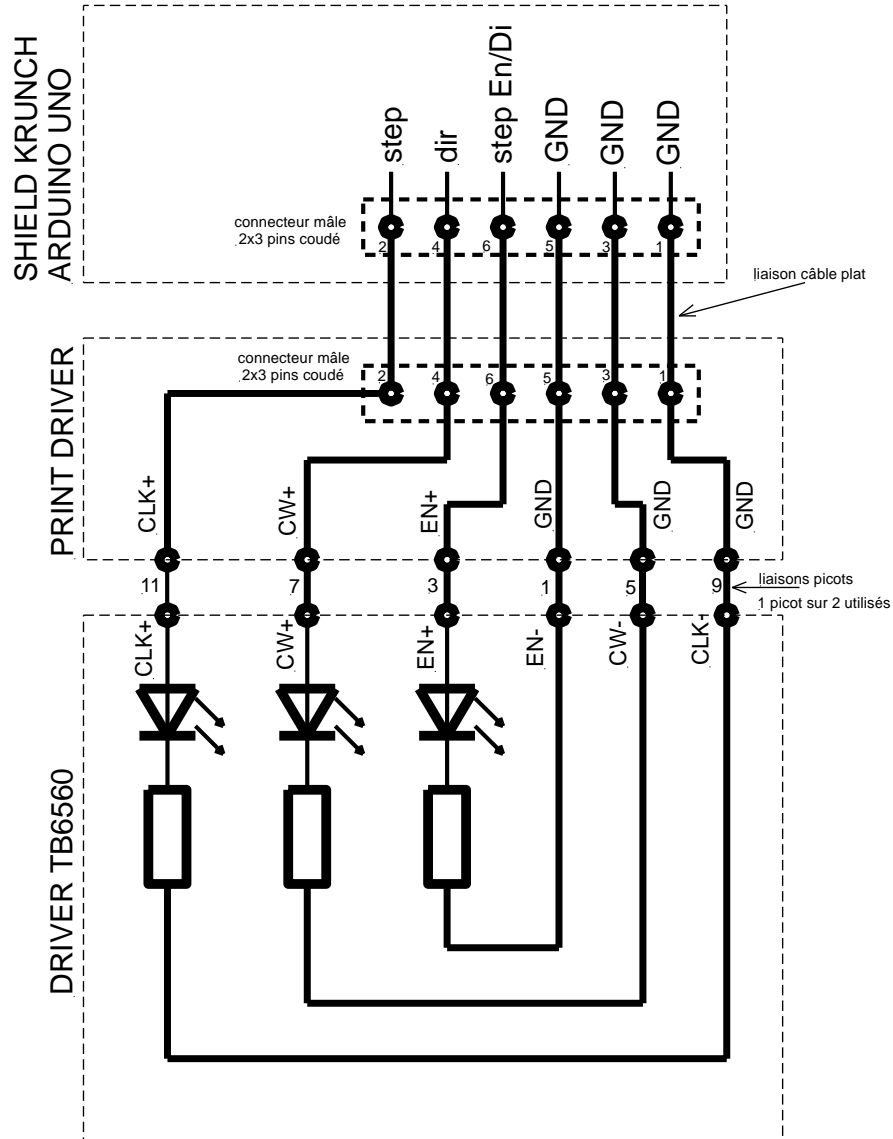 SHIELD KRUNCH
ARDUINO UNO
step
dir
step En/Di
GND
GND
GND
connecteur mâle
2x3 pins coudé
2
4
6
5
3
1
liaison câble plat
PRINT DRIVER
connecteur mâle
2x3 pins coudé
2
4
6
5
3
1
CLK+
CW+
EN+
GND
GND
GND
11
7
3
1
5
9
liaisons picots
1 picot sur 2 utilisés
DRIVER TB6560
CLK+
CW+
EN+
EN-
CW-
CLK-